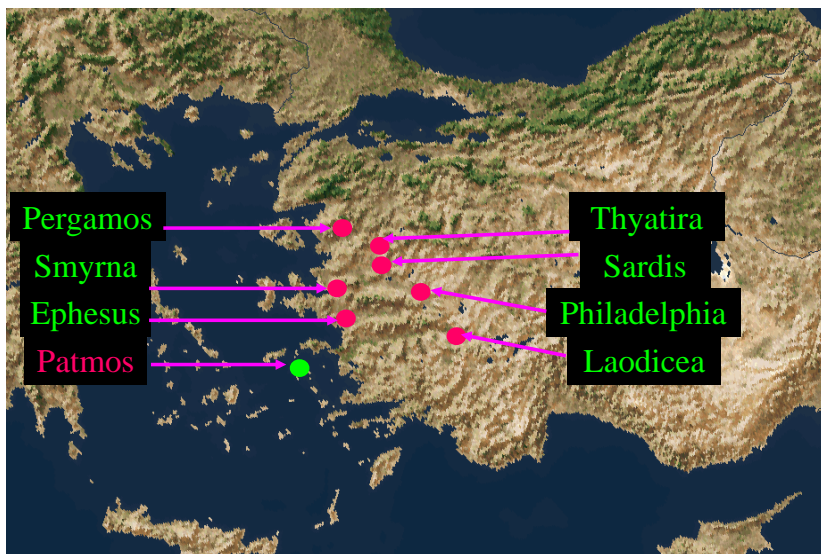 Pergamos
Smyrna
Ephesus
Patmos
Thyatira
Sardis
Philadelphia
Laodicea